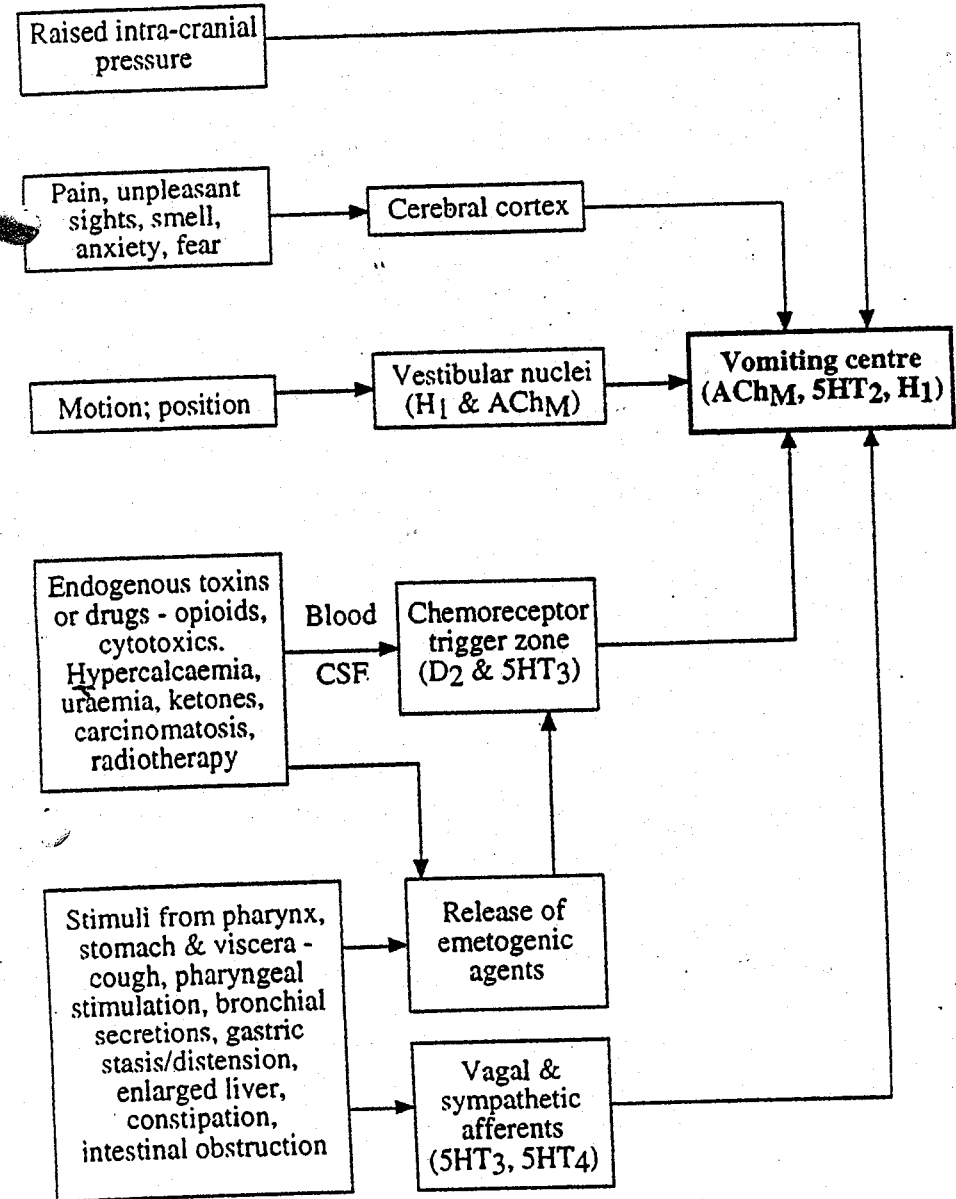 Raised intra-cranial
pressure
Pain, unpleasant
sights, smell,
anxiety, fear
Cerebral cortex
Motion; position
Vestibular nuclei
(H1 & AChM)
Vomiting centre
(AChM, 5HT2, H1)
Endogenous toxins
or drugs - opioids,
cytotoxics.
Hypercalcaemia,
uraemia, ketones,
carcinomatosis,
radiotherapy
Blood
CSF
Chemoreceptor
trigger zone
(D2 & 5HT3)
Stimuli from pharynx,
stomach & viscera -
cough, pharyngeal
stimulation, bronchial
secretions, gastric
stasis/distension,
enlarged liver,
constipation,
intestinal obstruction
Release of
emetogenic
agents
Vagal &
sympathetic
afferents
(5HT3, 5HT4)